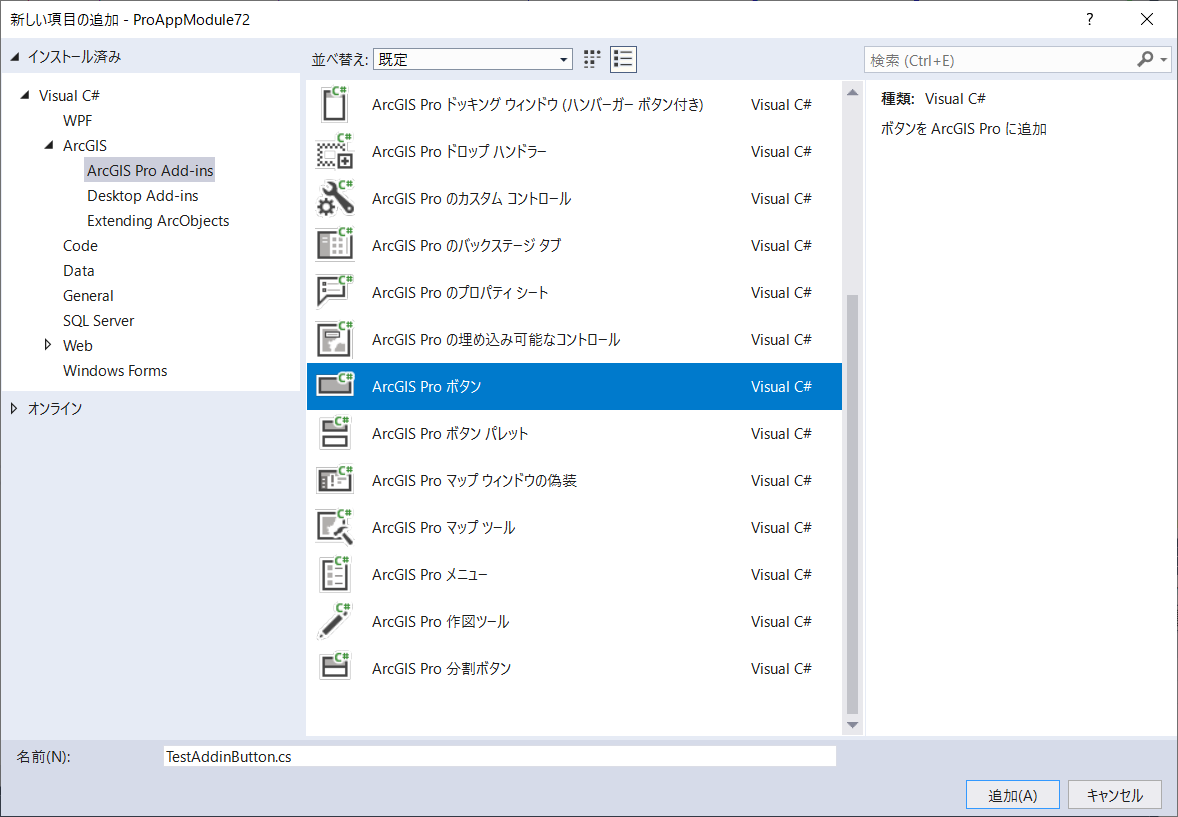 新しい項目の追加 - ProAppModule72
?
インストール済み
並べ替え: 既定
検索 (Ctrl+E)
Visual C#
WPF
ArcGIS
ArcGIS Pro Add-ins
Desktop Add-ins
Extending ArcObjects
Code
Data
General
SQL Server
Web
Windows Forms
オンライン
ArcGIS Pro ドッキング ウィンドウ (ハンバーガー ボタン付き) Visual C#
ArcGIS Pro ドロップ ハンドラー Visual C#
ArcGIS Pro のカスタム コントロール Visual C#
ArcGIS Pro のバックステージ タブ Visual C#
ArcGIS Pro のプロパティ シート Visual C#
ArcGIS Pro の埋め込み可能なコントロール Visual C#
ArcGIS Pro ボタン Visual C#
ArcGIS Pro ボタン パレット Visual C#
ArcGIS Pro マップ ウィンドウの偽装 Visual C#
ArcGIS Pro マップ ツール Visual C#
ArcGIS Pro メニュー Visual C#
ArcGIS Pro 作図ツール Visual C#
ArcGIS Pro 分割ボタン Visual C#
種類: Visual C#
ボタンを ArcGIS Pro に追加
名前(N): TestAddinButton.cs
追加(A) キャンセル